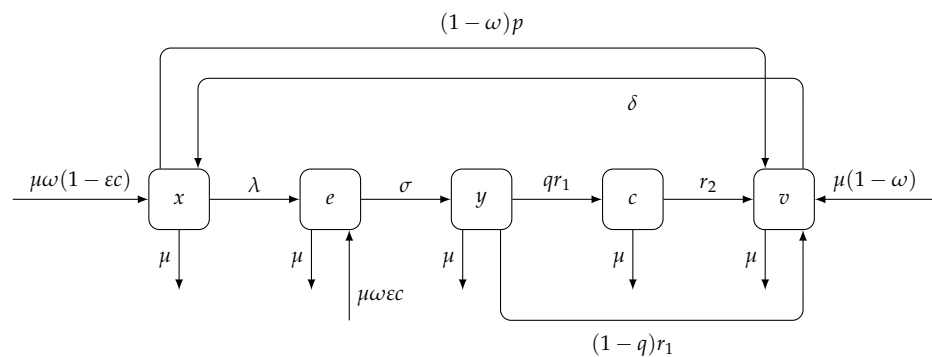 (1 − ω)p
δ
μω(1 − εc)
x
λ
e
σ
y
qr₁
c
r₂
v
μ(1 − ω)
μ
μ
μ
μ
μ
μωεc
(1 − q)r₁